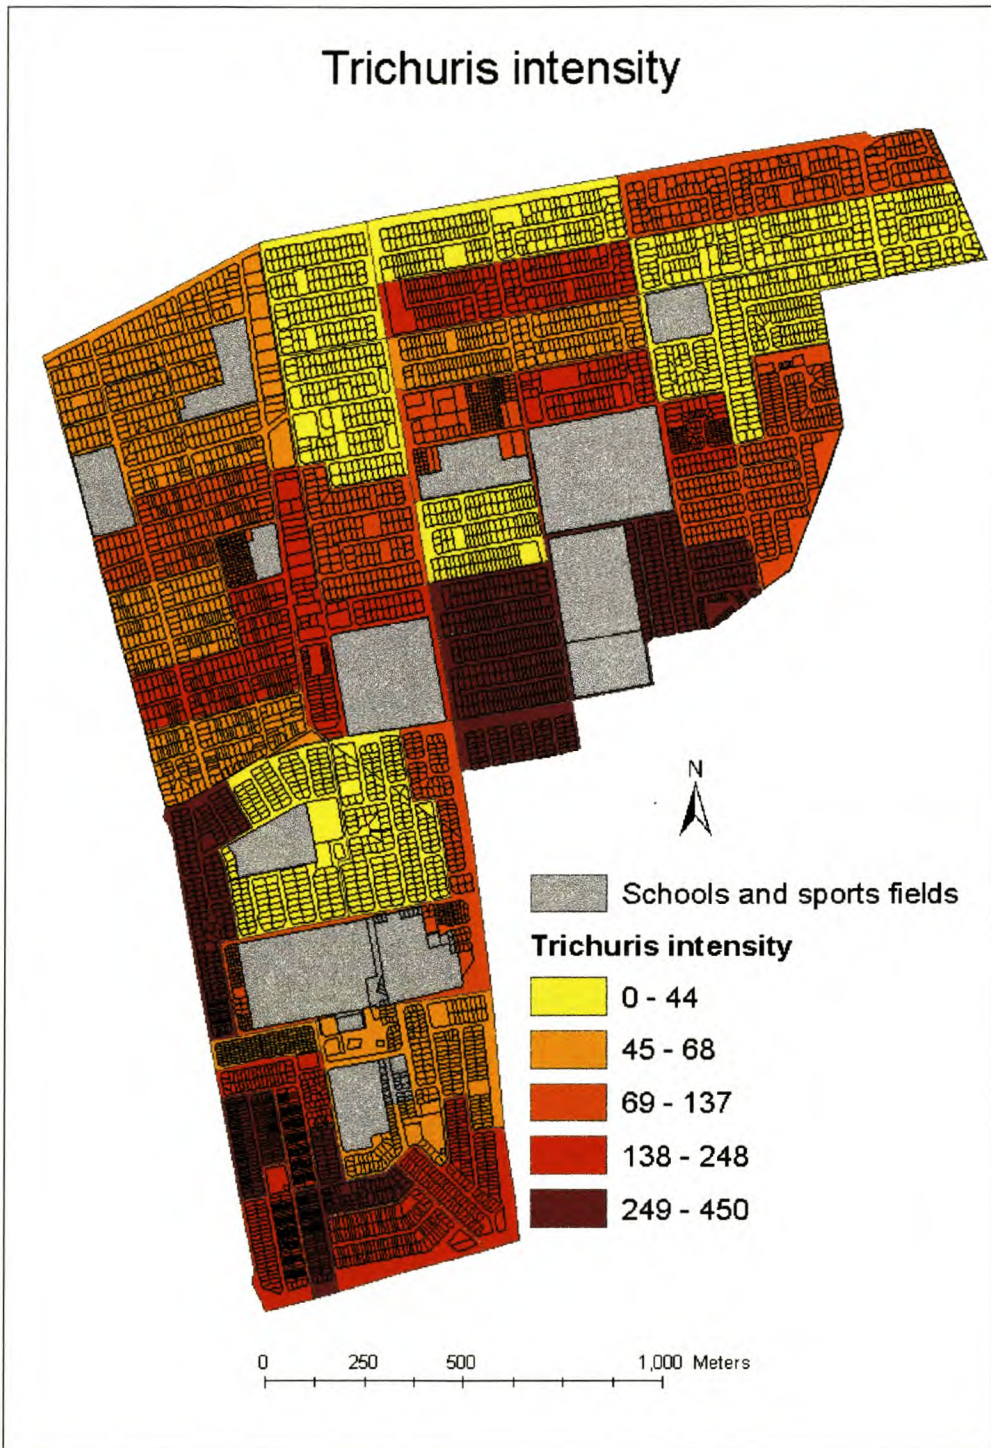 Trichuris intensity
N
Schools and sports fields
Trichuris intensity
0 - 44
45 - 68
69 - 137
138 - 248
249 - 450
0 250 500 1,000 Meters